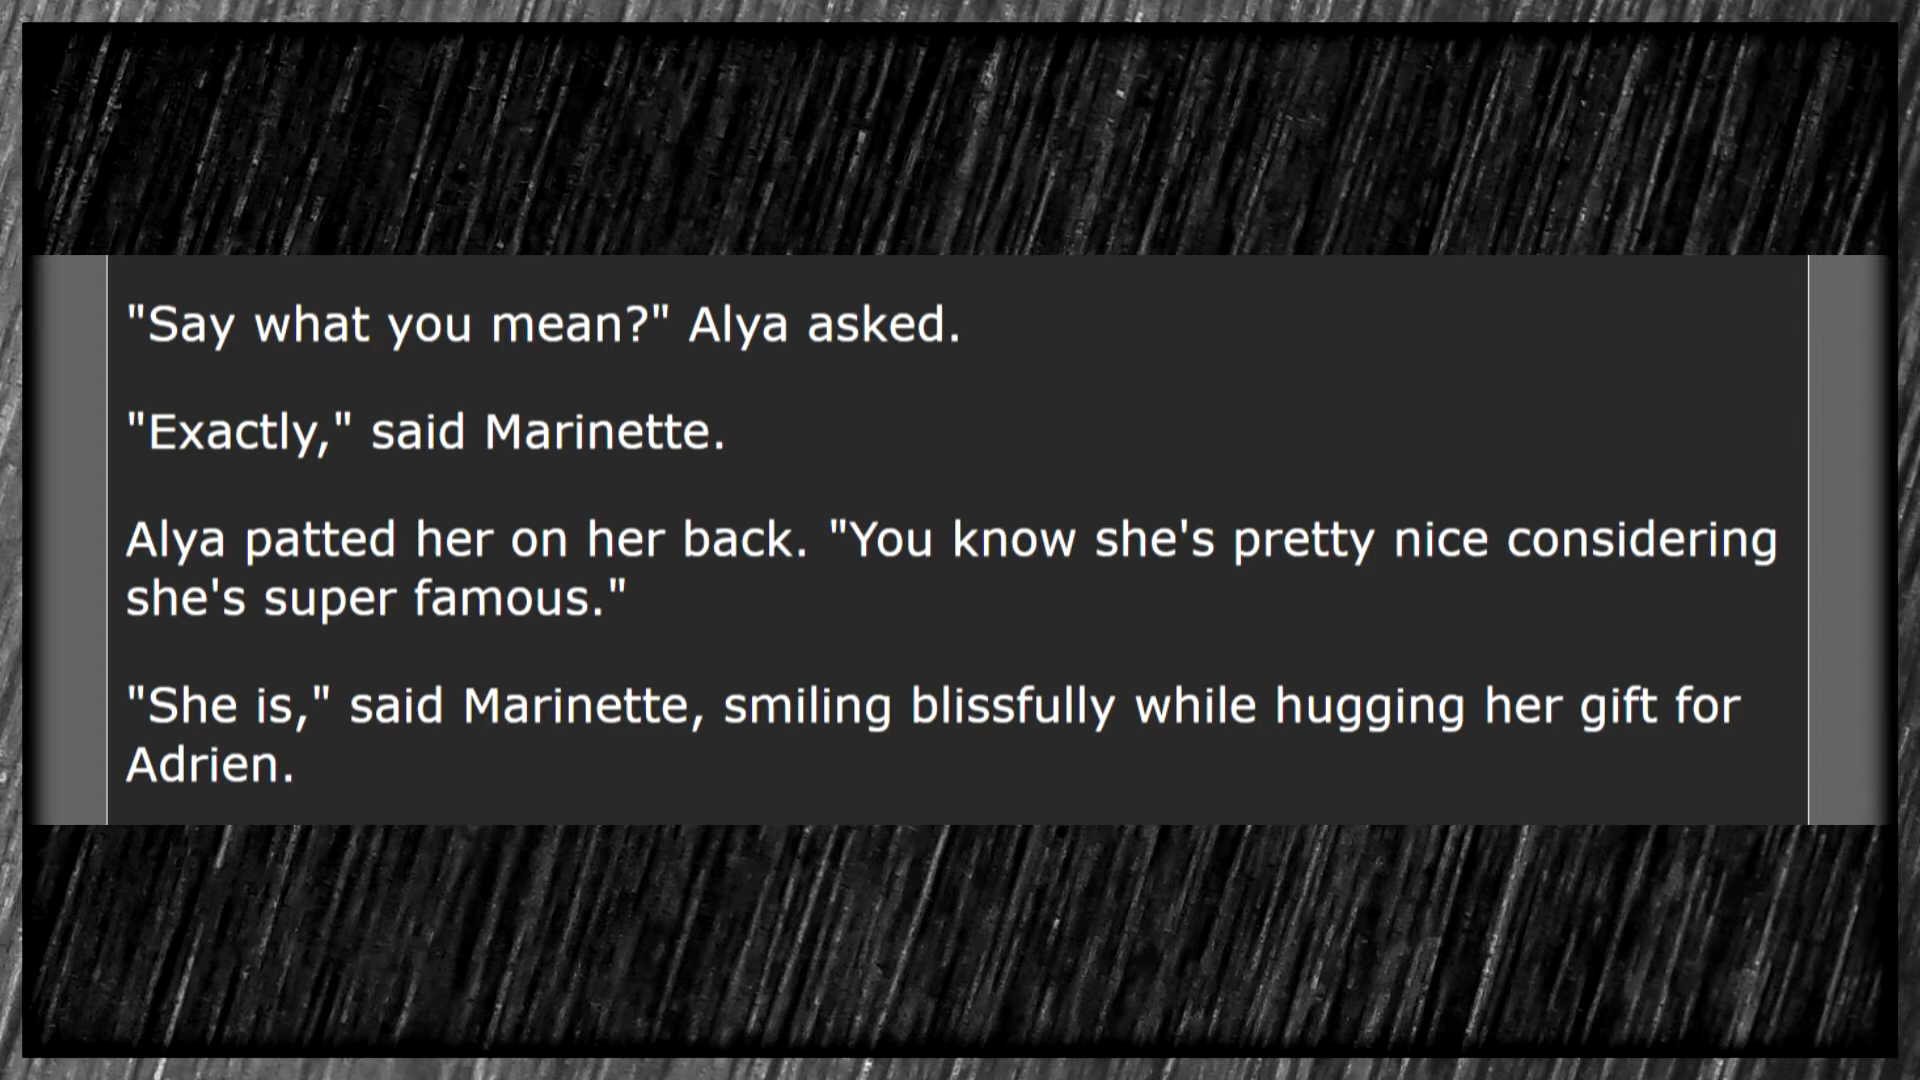 "Say what you mean?" Alya asked.
"Exactly," said Marinette.
Alya patted her on her back. "You know she's pretty nice considering
she's super famous."
"She is," said Marinette, smiling blissfully while hugging her gift for
Adrien.